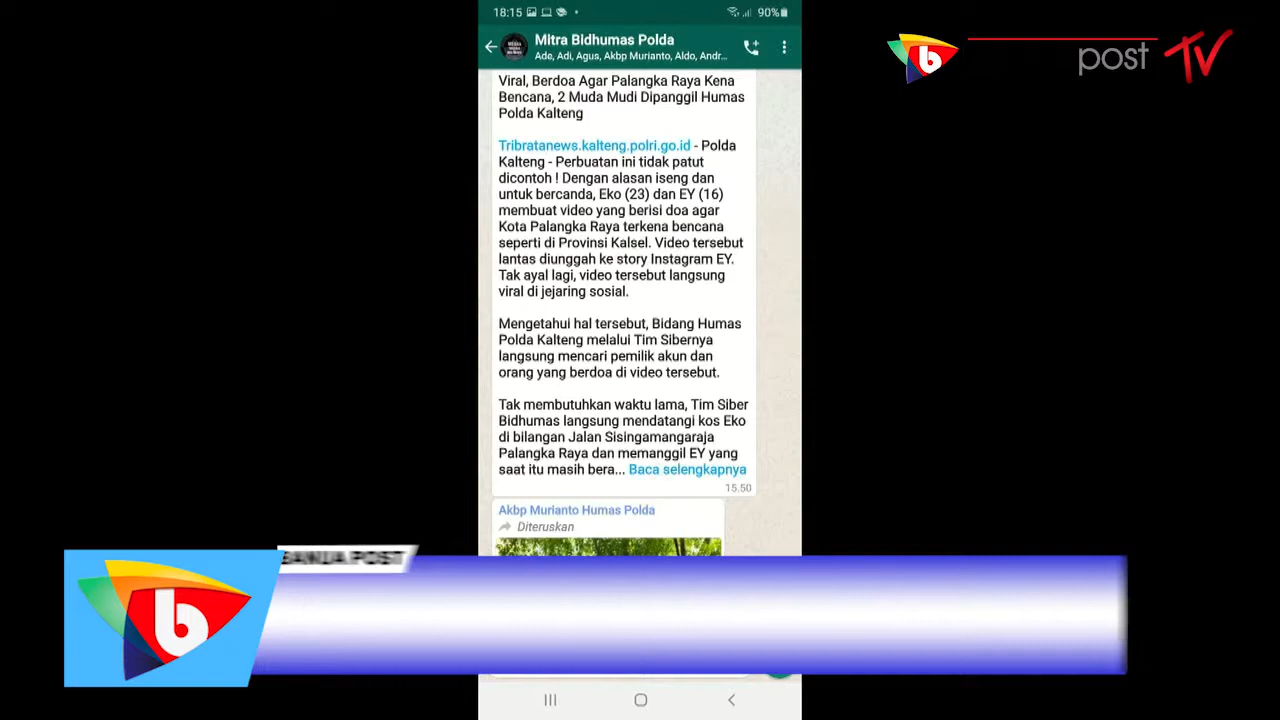 18:15
90%
Mitra Bidhumas Polda
Ade, Adi, Agus, Akbp Murianto, Aldo, Andr...
b post TV
Viral, Berdoa Agar Palangka Raya Kena
Bencana, 2 Muda Mudi Dipanggil Humas
Polda Kalteng
Tribratanews.kalteng.polri.go.id - Polda
Kalteng - Perbuatan ini tidak patut
dicontoh ! Dengan alasan iseng dan
untuk bercanda, Eko (23) dan EY (16)
membuat video yang berisi doa agar
Kota Palangka Raya terkena bencana
seperti di Provinsi Kalsel. Video tersebut
lantas diunggah ke story Instagram EY.
Tak ayal lagi, video tersebut langsung
viral di jejaring sosial.
Mengetahui hal tersebut, Bidang Humas
Polda Kalteng melalui Tim Sibernya
langsung mencari pemilik akun dan
orang yang berdoa di video tersebut.
Tak membutuhkan waktu lama, Tim Siber
Bidhumas langsung mendatangi kos Eko
di bilangan Jalan Sisingamangaraja
Palangka Raya dan memanggil EY yang
saat itu masih bera... Baca selengkapnya
15.50
Akbp Murianto Humas Polda
Diteruskan
BANUA POST
b